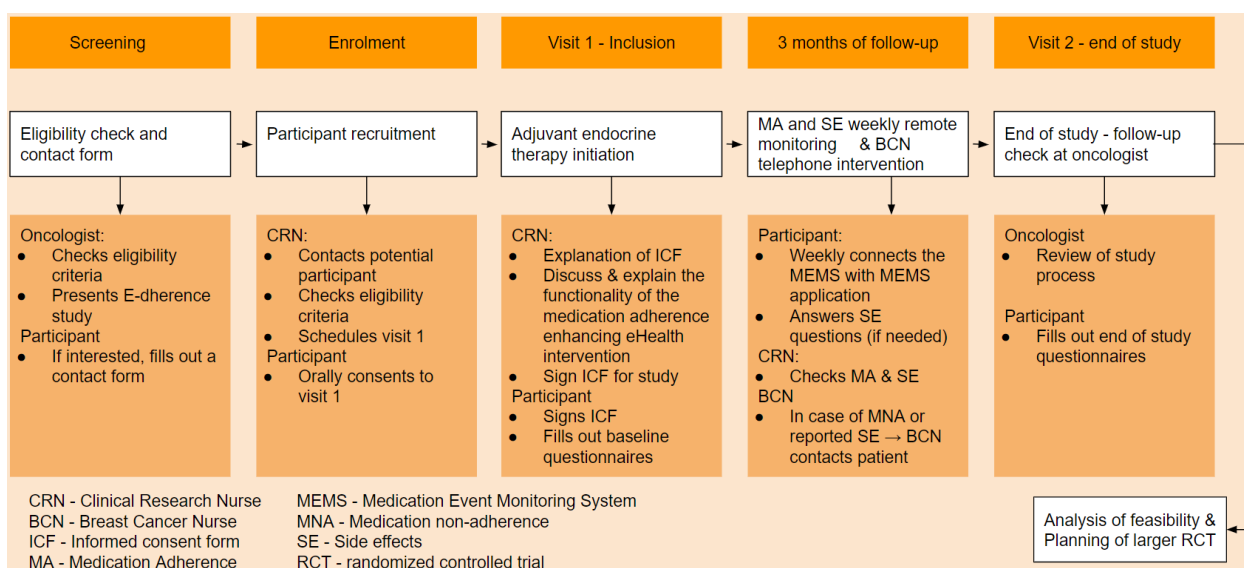 Screening
Enrolment
Visit 1 - Inclusion
3 months of follow-up
Visit 2 - end of study
Eligibility check and
contact form
Participant recruitment
Adjuvant endocrine
therapy initiation
MA and SE weekly remote
monitoring & BCN
telephone intervention
End of study - follow-up
check at oncologist
Oncologist:
● Checks eligibility
criteria
● Presents E-dherence
study
Participant
● If interested, fills out a
contact form
CRN:
● Contacts potential
participant
● Checks eligibility
criteria
● Schedules visit 1
Participant
● Orally consents to
visit 1
CRN:
● Explanation of ICF
● Discuss & explain the
functionality of the
medication adherence
enhancing eHealth
intervention
● Sign ICF for study
Participant
● Signs ICF
● Fills out baseline
questionnaires
Participant:
● Weekly connects the
MEMS with MEMS
application
● Answers SE
questions (if needed)
CRN:
● Checks MA & SE
BCN
● In case of MNA or
reported SE → BCN
contacts patient
Oncologist
● Review of study
process
Participant
● Fills out end of study
questionnaires
CRN - Clinical Research Nurse
BCN - Breast Cancer Nurse
ICF - Informed consent form
MA - Medication Adherence
MEMS - Medication Event Monitoring System
MNA - Medication non-adherence
SE - Side effects
RCT - randomized controlled trial
Analysis of feasibility &
Planning of larger RCT